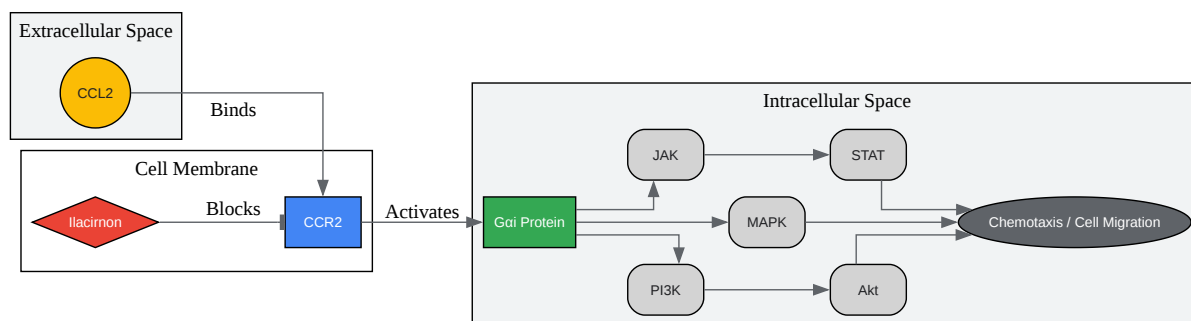 Extracellular Space
CCL2
Binds
Cell Membrane
Ilacirnon
Blocks
CCR2
Activates
Intracellular Space
JAK
STAT
Gαi Protein
MAPK
Chemotaxis / Cell Migration
PI3K
Akt